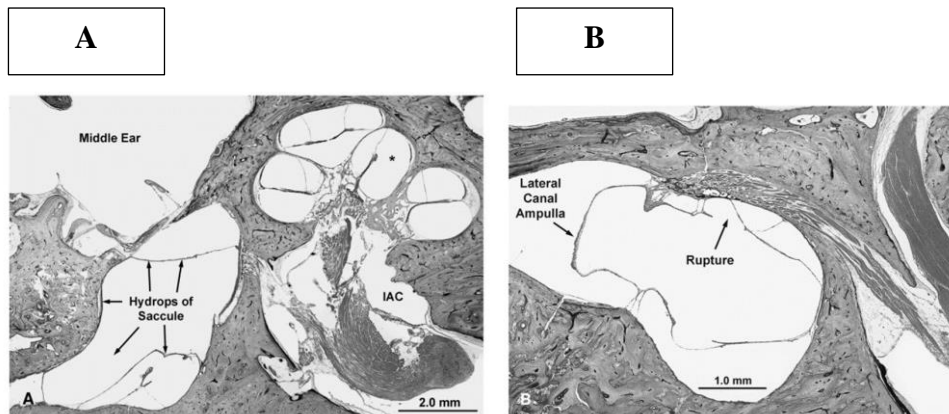 A
B
Middle Ear
*
Hydrops of
Saccule
IAC
A
2.0 mm
Lateral
Canal
Ampulla
Rupture
1.0 mm
B